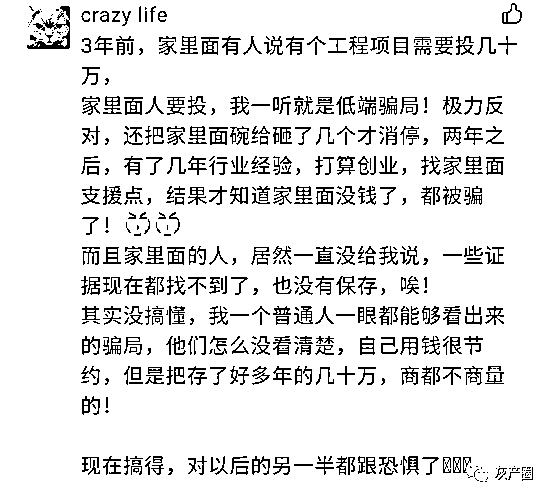 crazy life
3年前，家里面有人说有个工程项目需要投几十
万，
家里面人要投，我一听就是低端骗局！极力反
对，还把家里面碗给砸了几个才消停，两年之
后，有了几年行业经验，打算创业，找家里面
支援点，结果才知道家里面没钱了，都被骗
了！
而且家里面的人，居然一直没给我说，一些证
据现在都找不到了，也没有保存，唉！
其实没搞懂，我一个普通人一眼都能够看出来
的骗局，他们怎么没看清楚，自己用钱很节
约，但是把存了好多年的几十万，商都不商量
的！
现在搞得，对以后的另一半都跟恐惧了
灰产圈